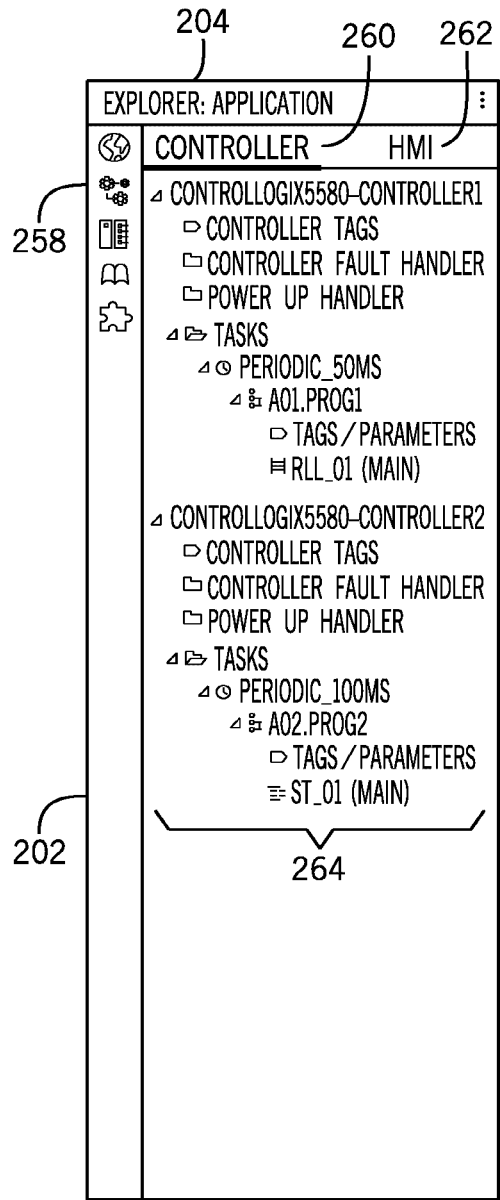 204
260
262
EXPLORER: APPLICATION
CONTROLLER HMI
258
CONTROLLOGIX5580-CONTROLLER1
CONTROLLER TAGS
CONTROLLER FAULT HANDLER
POWER UP HANDLER
TASKS
PERIODIC_50MS
A01.PROG1
TAGS/PARAMETERS
RLL_01 (MAIN)
CONTROLLOGIX5580-CONTROLLER2
CONTROLLER TAGS
CONTROLLER FAULT HANDLER
POWER UP HANDLER
TASKS
PERIODIC_100MS
A02.PROG2
TAGS/PARAMETERS
ST_01 (MAIN)
202
264